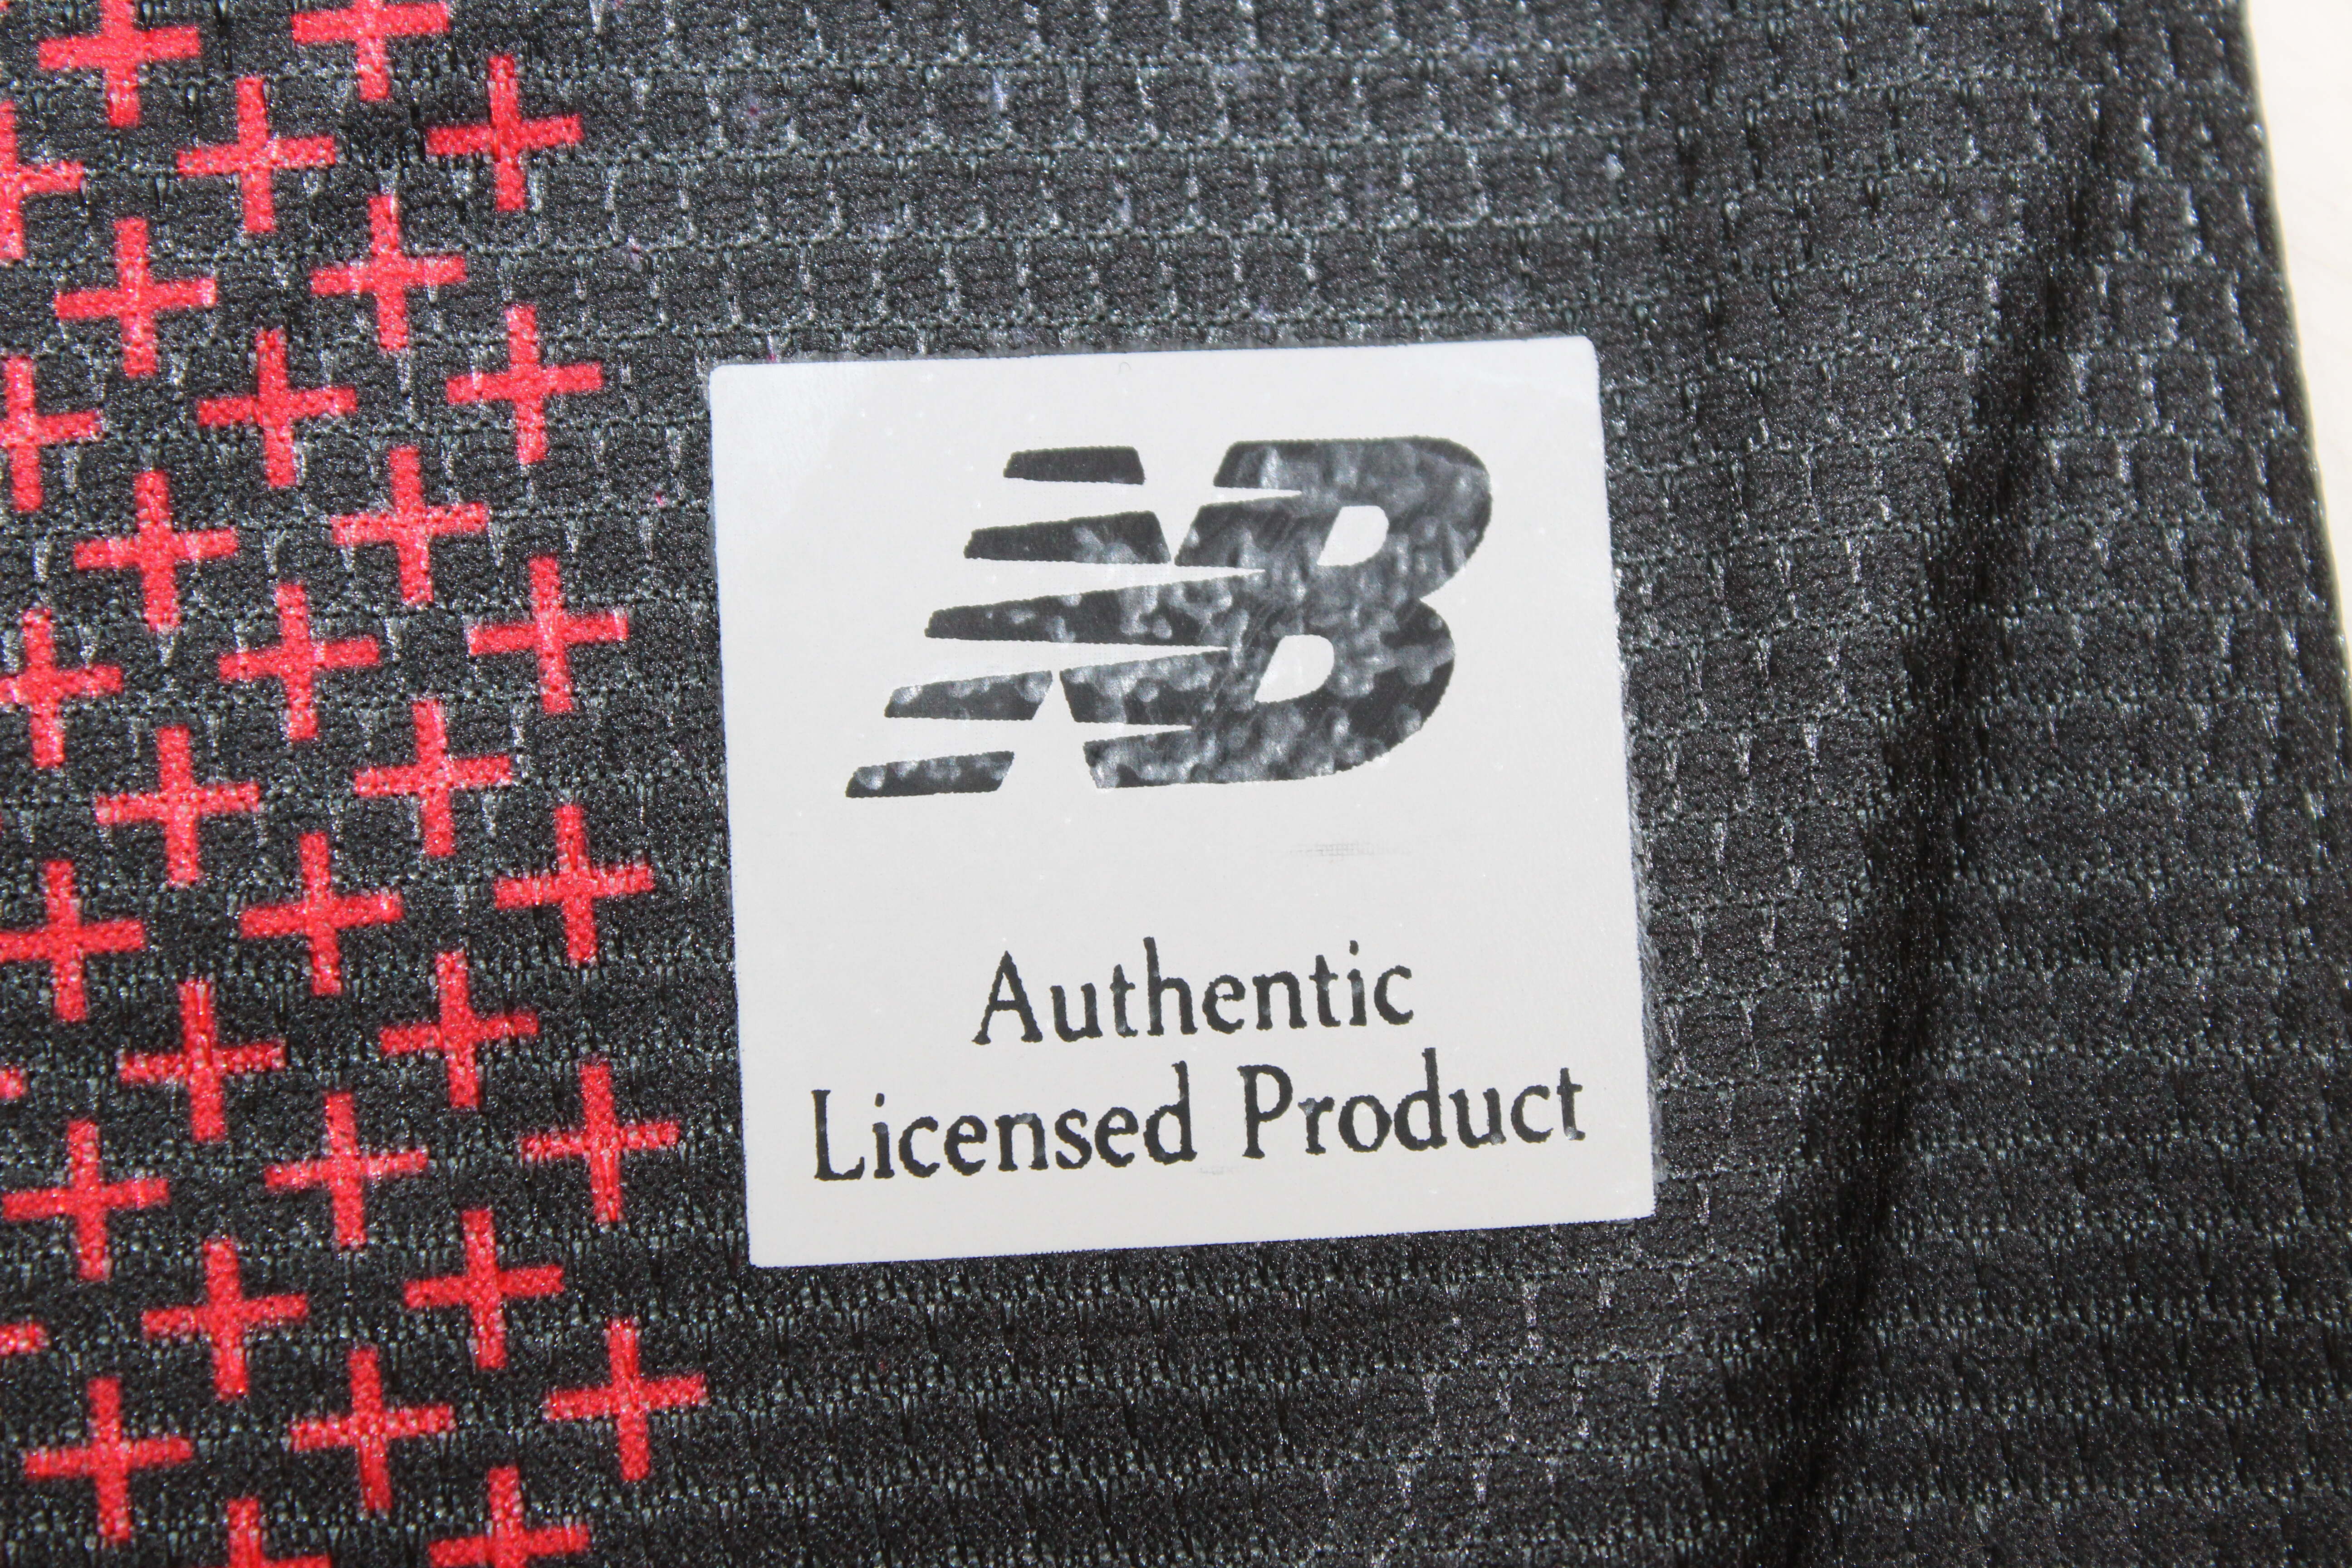 NB
Authentic
Licensed Product